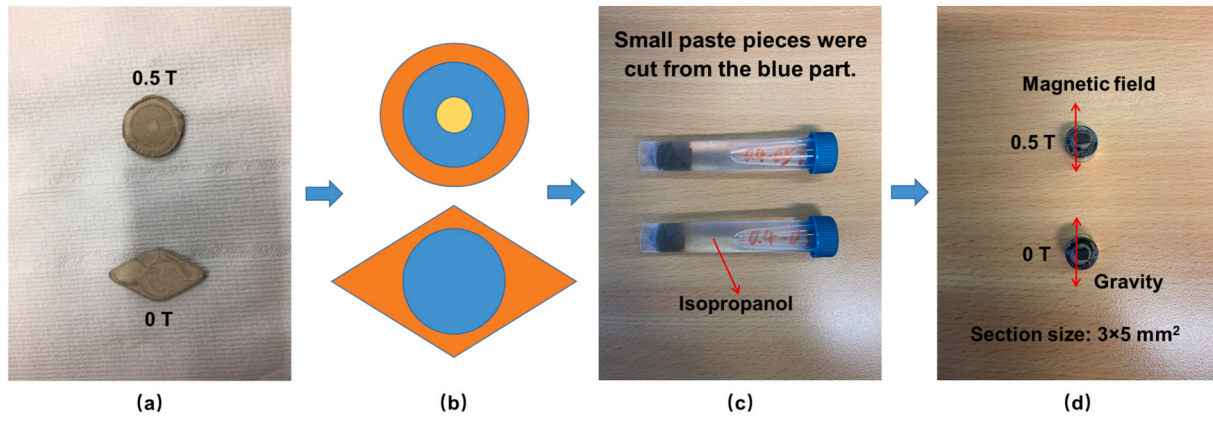 0.5 T
0 T
(a)
(b)
Small paste pieces were
cut from the blue part.
Isopropanol
(c)
Magnetic field
0.5 T
0 T
Gravity
Section size: 3×5 mm²
(d)